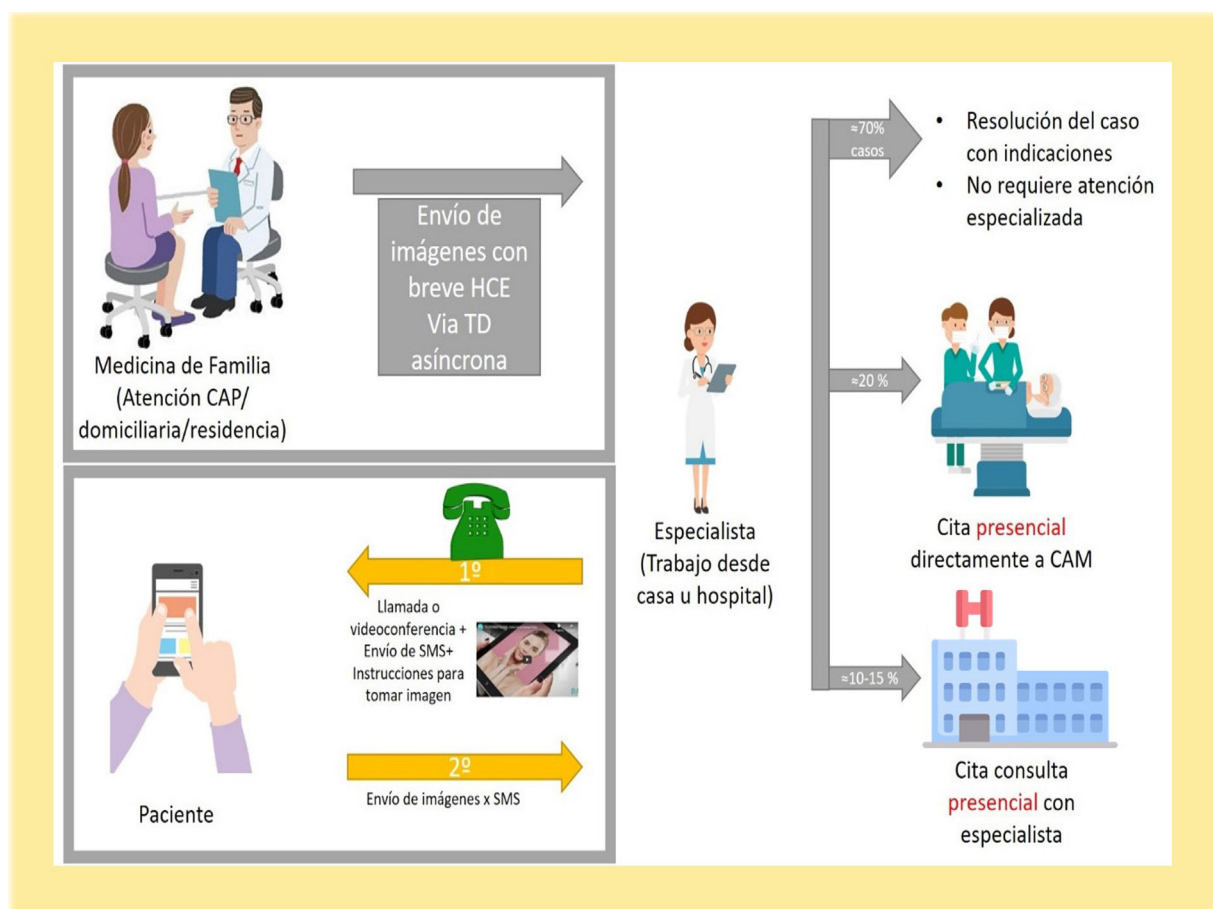 Medicina de Familia
(Atención CAP/
domiciliaria/residencia)
Envío de
imágenes con
breve HCE
Via TD
asíncrona
1º
Llamada o
videoconferencia +
Envío de SMS+
Instrucciones para
tomar imagen
2º
Envío de imágenes x SMS
Paciente
Especialista
(Trabajo desde
casa u hospital)
≈70%
casos
• Resolución del caso
con indicaciones
• No requiere atención
especializada
≈20 %
Cita presencial
directamente a CAM
≈10-15 %
H
Cita consulta
presencial con
especialista